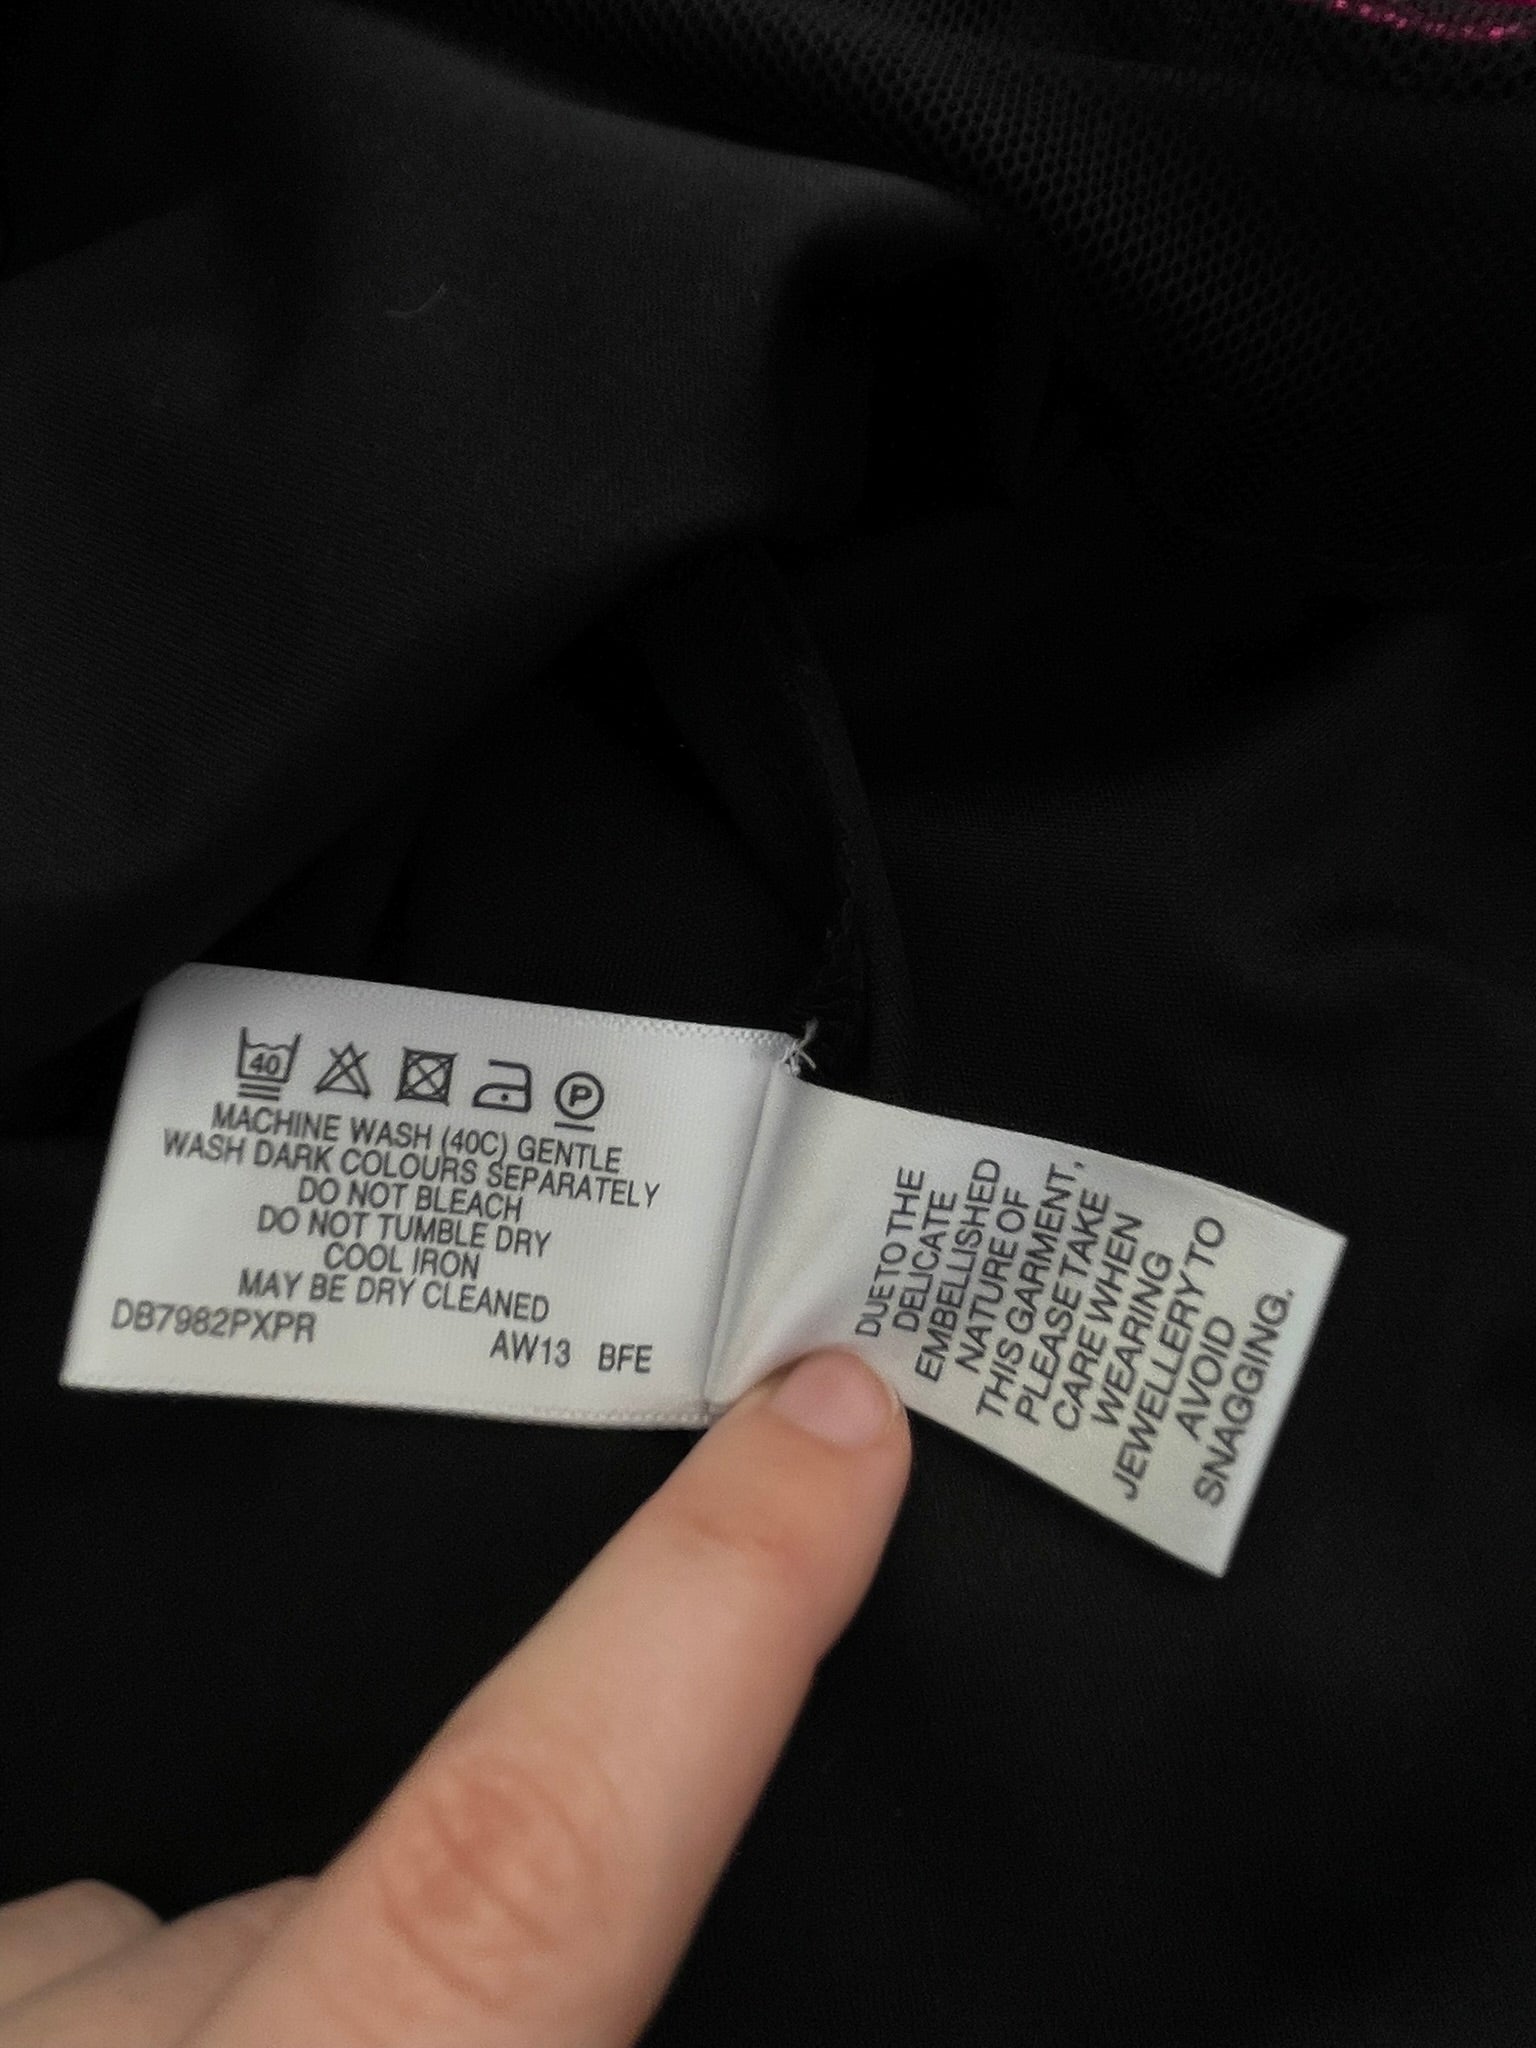 40
P
MACHINE WASH (40C) GENTLE
WASH DARK COLOURS SEPARATELY
DO NOT BLEACH
DO NOT TUMBLE DRY
COOL IRON
MAY BE DRY CLEANED
DB7982PXPR AW13 BFE
DUE TO THE
DELICATE
EMBELLISHED
NATURE OF
THIS GARMENT,
PLEASE TAKE
CARE WHEN
WEARING
JEWELLERY TO
AVOID
SNAGGING.